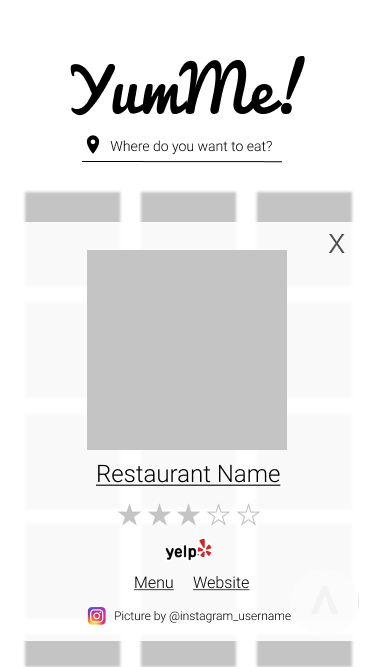 YumMe!
Where do you want to eat?
X
Restaurant Name
yelp
Menu Website
Picture by @instagram_username